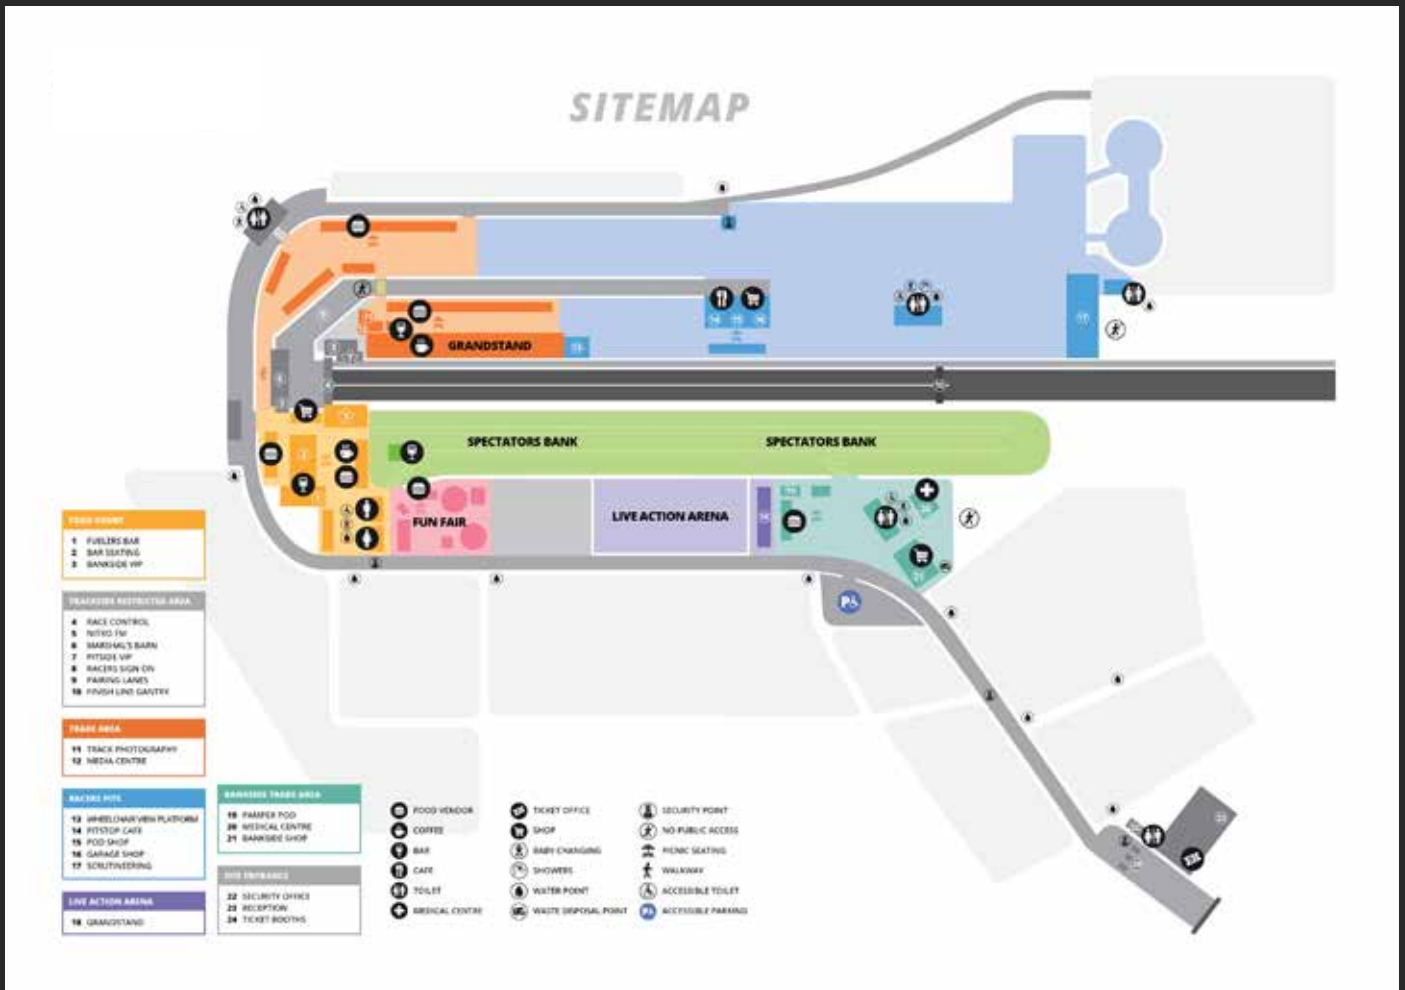 SITEMAP
GRANDSTAND
SPECTATORS BANK
SPECTATORS BANK
FUN FAIR
LIVE ACTION ARENA
FOOD COURT
1 FUELERS BAR
2 BAR SEATING
3 BANKSIDE VIP
TRACKSIDE RESTRICTED AREA
4 RACE CONTROL
5 NITRO FM
6 MARSHAL'S BARN
7 PITSIDE VIP
8 RACERS SIGN ON
9 PAIRING LANES
10 FINISH LINE GANTRY
TRADE AREA
11 TRACK PHOTOGRAPHY
12 MEDIA CENTRE
RACERS PITS
13 WHEELCHAIR VIEW PLATFORM
14 PITSTOP CAFE
15 POD SHOP
16 GARAGE SHOP
17 SCRUTINEERING
LIVE ACTION ARENA
18 GRANDSTAND
BANKSIDE TRADE AREA
19 PAMPER POD
20 MEDICAL CENTRE
21 BANKSIDE SHOP
SITE ENTRANCE
22 SECURITY OFFICE
23 RECEPTION
24 TICKET BOOTHS
FOOD VENDOR
COFFEE
BAR
CAFE
TOILET
MEDICAL CENTRE
TICKET OFFICE
SHOP
BABY CHANGING
SHOWERS
WATER POINT
WASTE DISPOSAL POINT
SECURITY POINT
NO PUBLIC ACCESS
PICNIC SEATING
WALKWAY
ACCESSIBLE TOILET
ACCESSIBLE PARKING